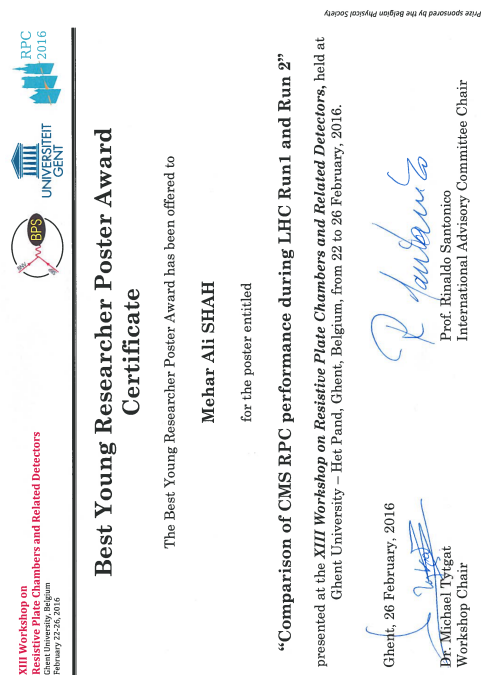 XIII Workshop on
Resistive Plate Chambers and Related Detectors
Ghent University, Belgium
February 22-26, 2016
BPS
UNIVERSITEIT
GENT
RPC
2016
Best Young Researcher Poster Award
Certificate
The Best Young Researcher Poster Award has been offered to
Mehar Ali SHAH
for the poster entitled
“Comparison of CMS RPC performance during LHC Run1 and Run 2”
presented at the XIII Workshop on Resistive Plate Chambers and Related Detectors, held at
Ghent University – Het Pand, Ghent, Belgium, from 22 to 26 February, 2016.
Ghent, 26 February, 2016
Dr. Michael Tytgat
Workshop Chair
R Santonico
Prof. Rinaldo Santonico
International Advisory Committee Chair
Prize sponsored by the Belgian Physical Society